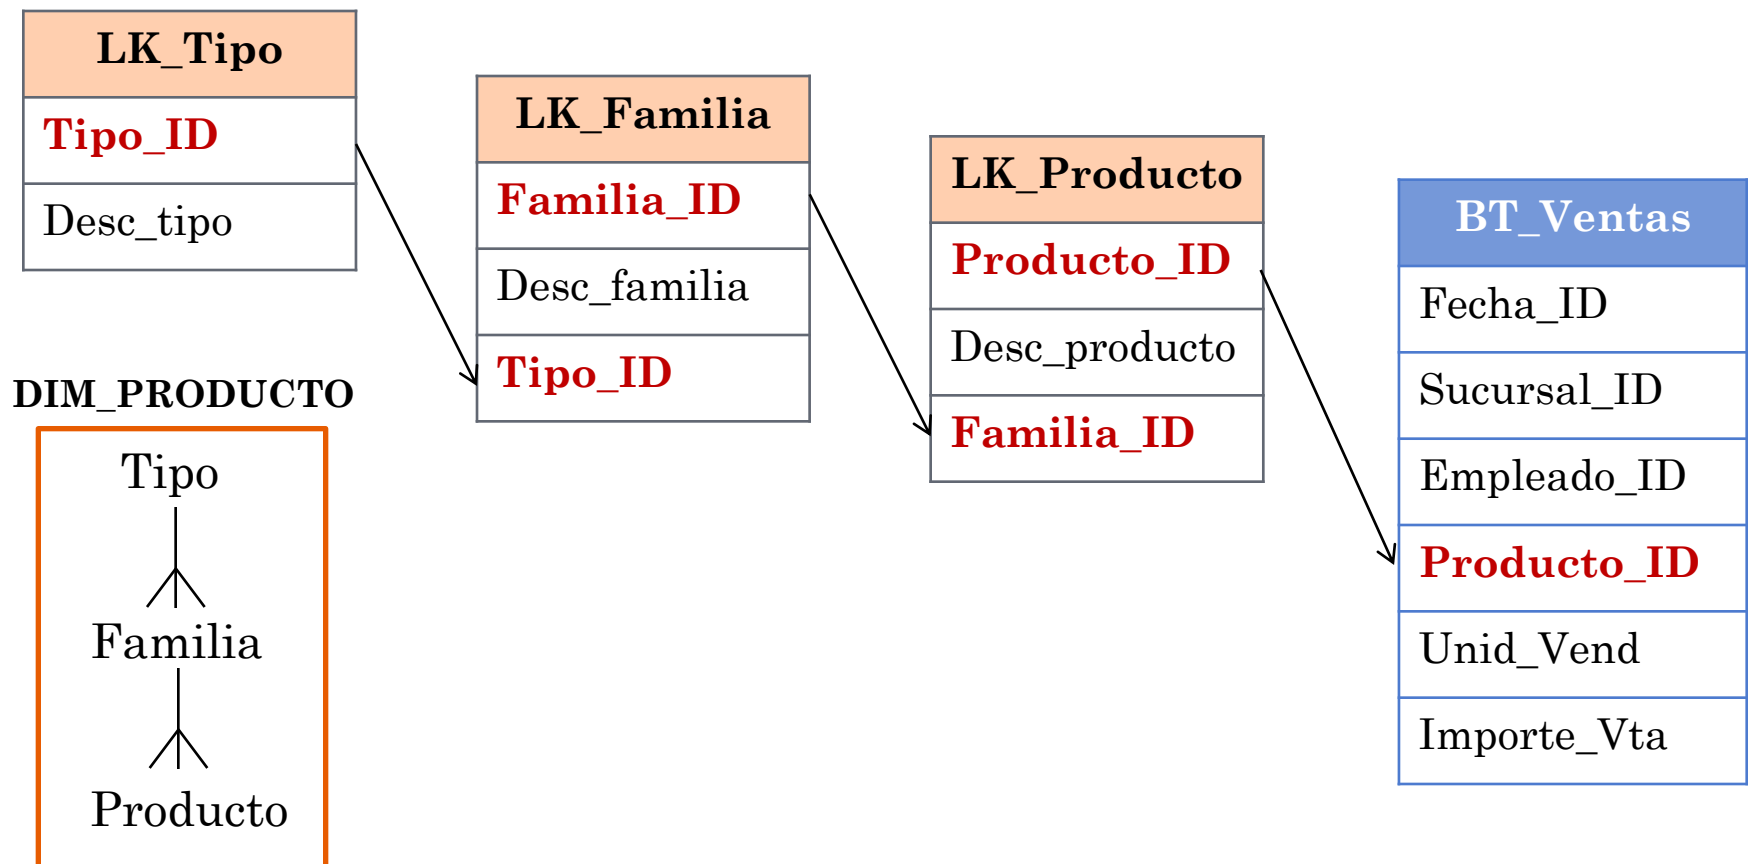 LK_Tipo
Tipo_ID
Desc_tipo
LK_Familia
Familia_ID
Desc_familia
Tipo_ID
LK_Producto
Producto_ID
Desc_producto
Familia_ID
BT_Ventas
Fecha_ID
Sucursal_ID
Empleado_ID
Producto_ID
Unid_Vend
Importe_Vta
DIM_PRODUCTO
Tipo
Familia
Producto